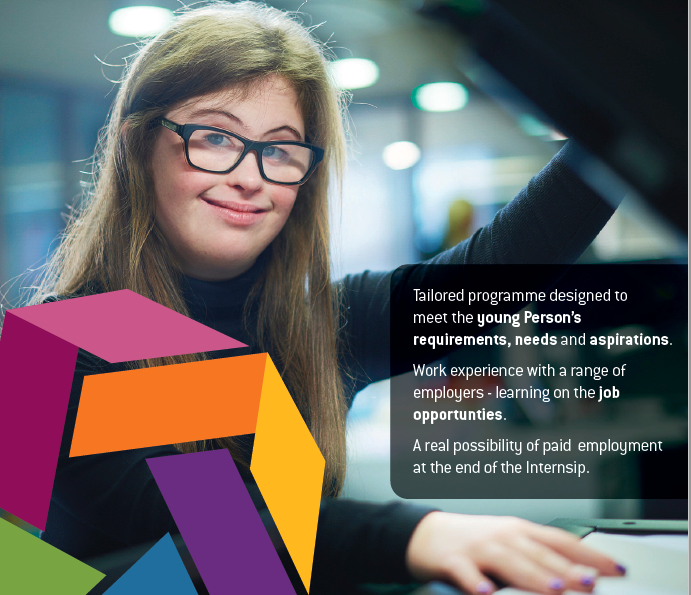 Tailored programme designed to
meet the young Person's
requirements, needs and aspirations.
Work experience with a range of
employers - learning on the job
opportunties.
A real possibility of paid employment
at the end of the Internsip.